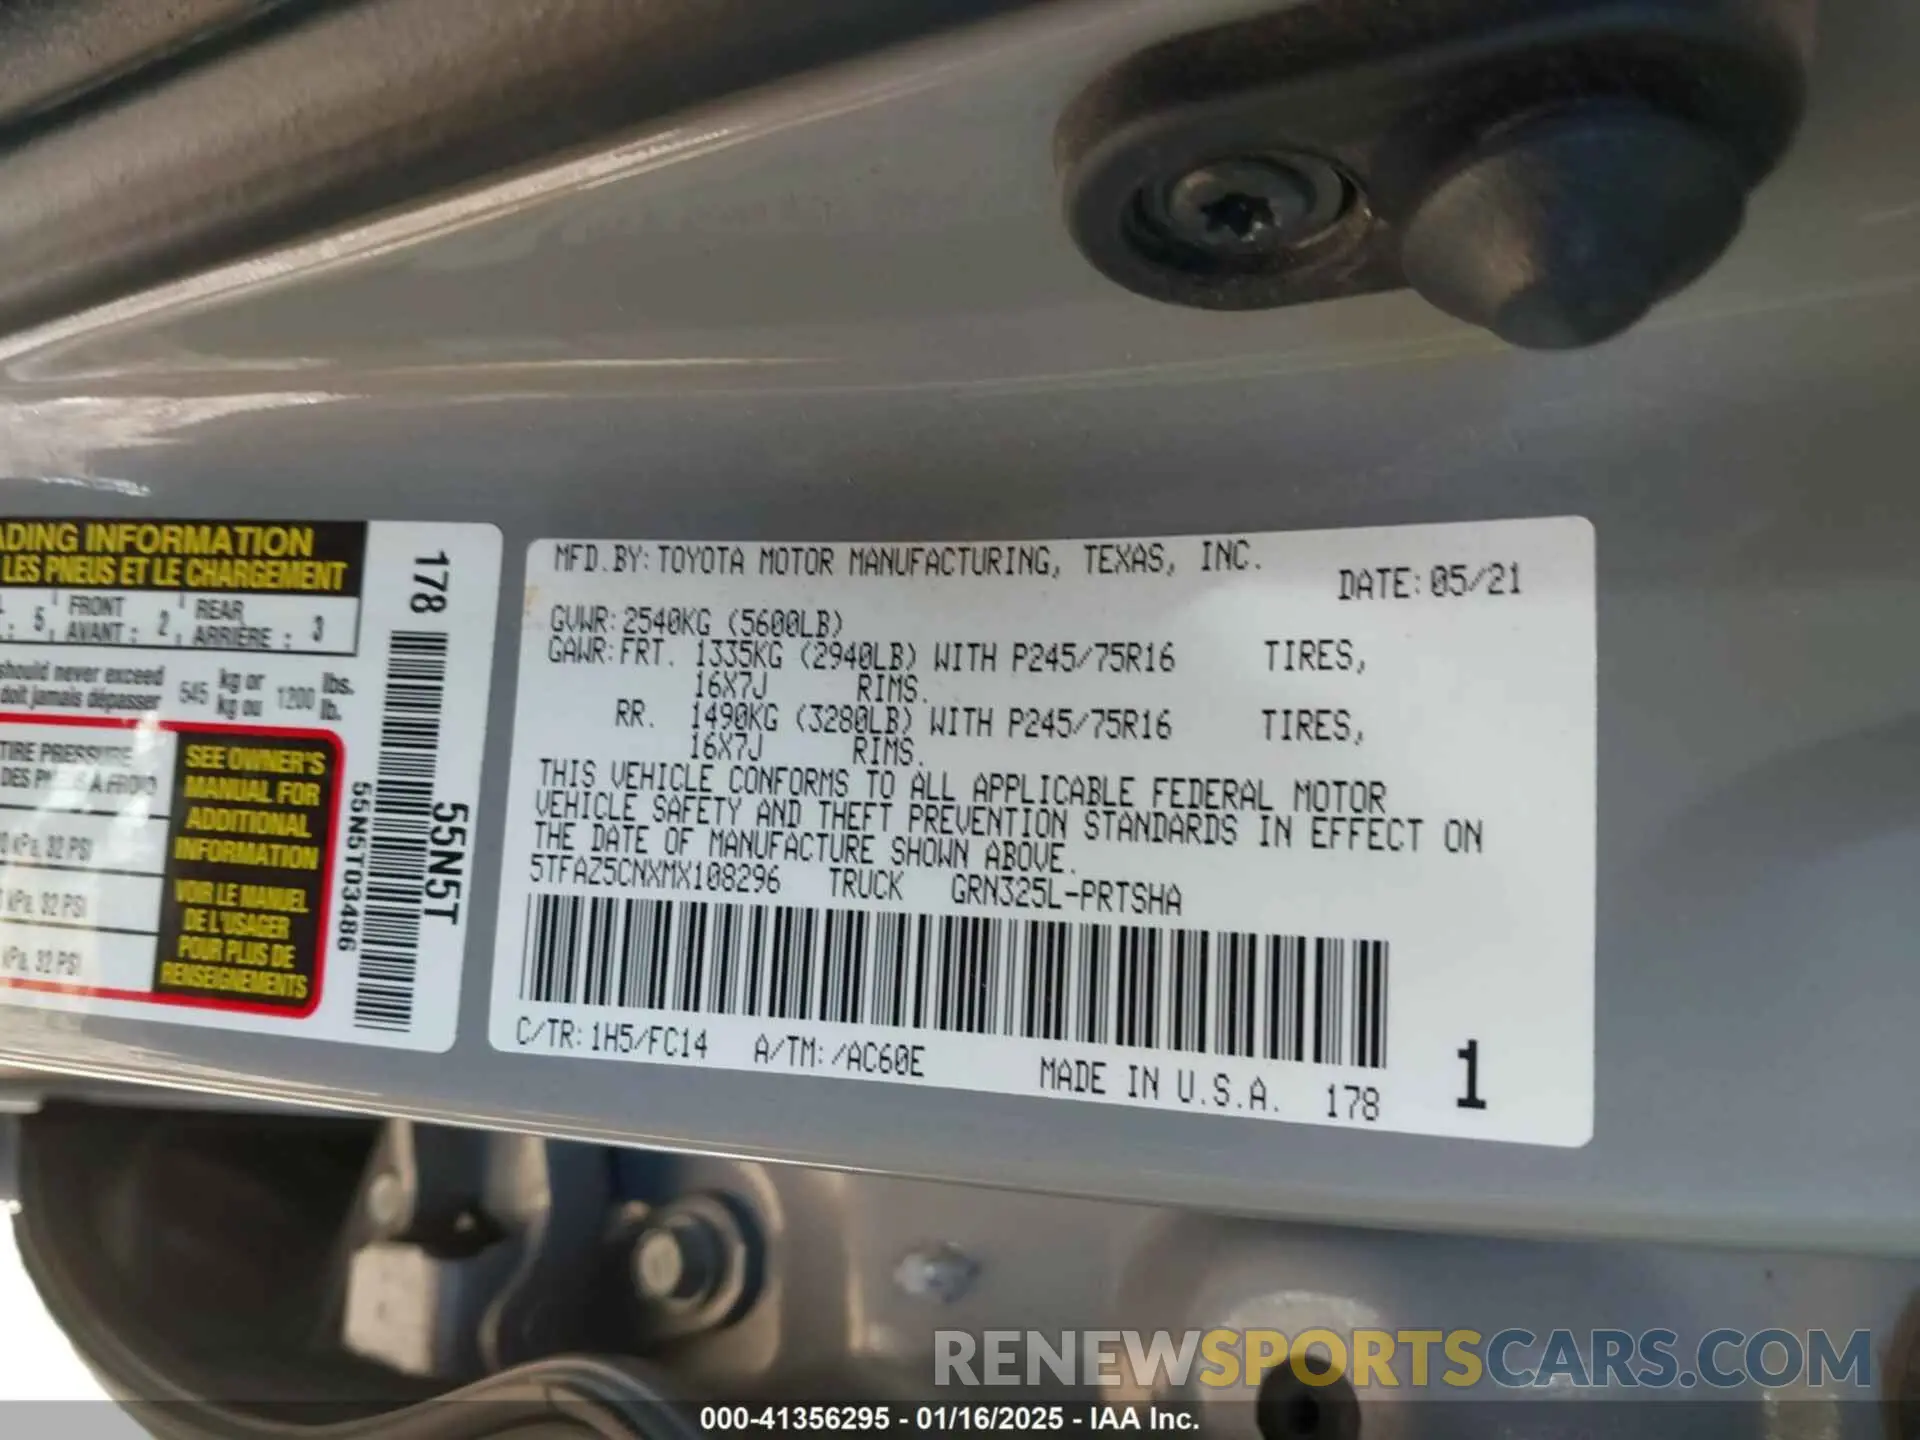 ADING INFORMATION
LES PNEUS ET LE CHARGEMENT
5, FRONT 2, REAR 3
AVANT : ARRIÈRE :
should never exceed 545 kg or 1200 lbs.
doit jamais dépasser kg ou lb.
TIRE PRESSURE
DES A FROID
kPa, 32 PSI
kPa, 32 PSI
kPa, 32 PSI
SEE OWNER'S
MANUAL FOR
ADDITIONAL
INFORMATION
VOIR LE MANUEL
DE L'USAGER
POUR PLUS DE
RENSEIGNEMENTS
178
55N5T03486
55N5T
MFD.BY:TOYOTA MOTOR MANUFACTURING, TEXAS, INC.
DATE:05/21
GVWR:2540KG (5600LB)
GAWR:FRT. 1335KG (2940LB) WITH P245/75R16 TIRES,
16X7J RIMS.
RR. 1490KG (3280LB) WITH P245/75R16 TIRES,
16X7J RIMS.
THIS VEHICLE CONFORMS TO ALL APPLICABLE FEDERAL MOTOR
VEHICLE SAFETY AND THEFT PREVENTION STANDARDS IN EFFECT ON
THE DATE OF MANUFACTURE SHOWN ABOVE.
5TFAZ5CNXMX108296 TRUCK GRN325L-PRTSHA
C/TR:1H5/FC14 A/TM:/AC60E
MADE IN U.S.A. 178
1
RENEWSPORTSCARS.COM
000-41356295 - 01/16/2025 - IAA Inc.